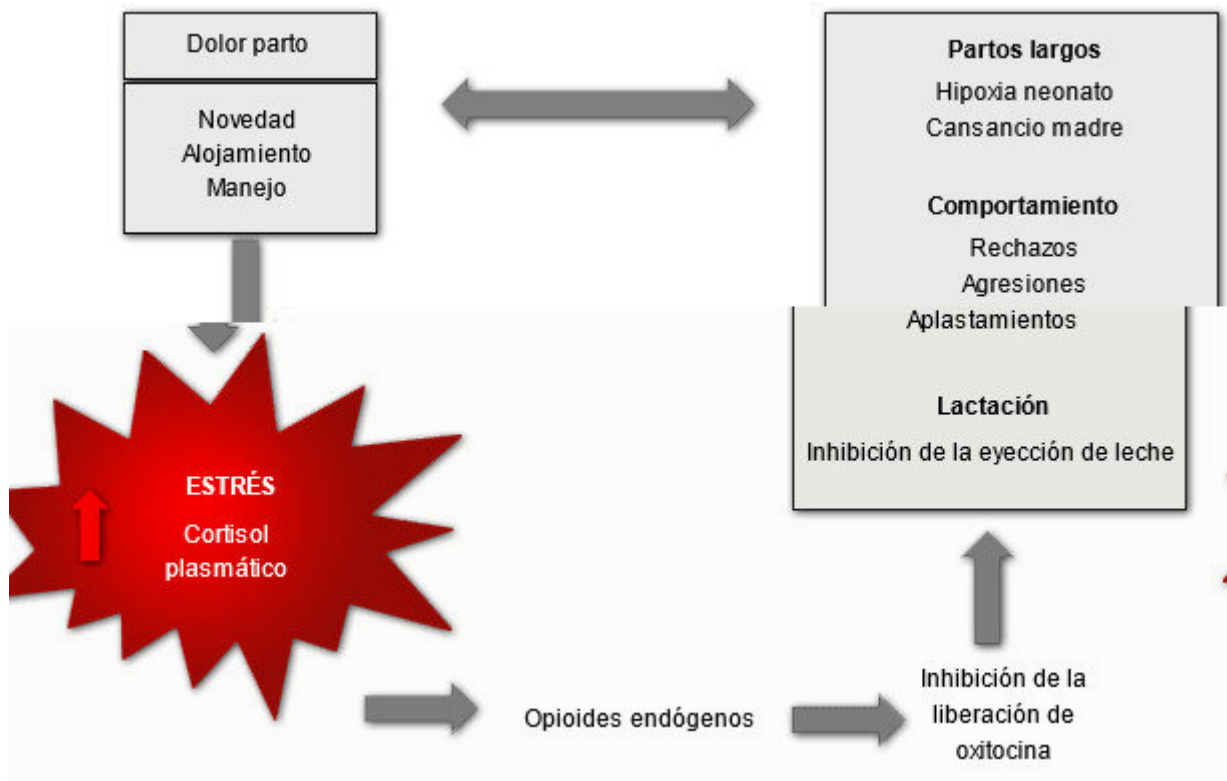 Dolor parto
Novedad
Alojamiento
Manejo
Partos largos
Hipoxia neonato
Cansancio madre
Comportamiento
Rechazos
Agresiones
Aplastamientos
Lactación
Inhibición de la eyección de leche
ESTRÉS
Cortisol
plasmático
Opioides endógenos
Inhibición de la
liberación de
oxitocina